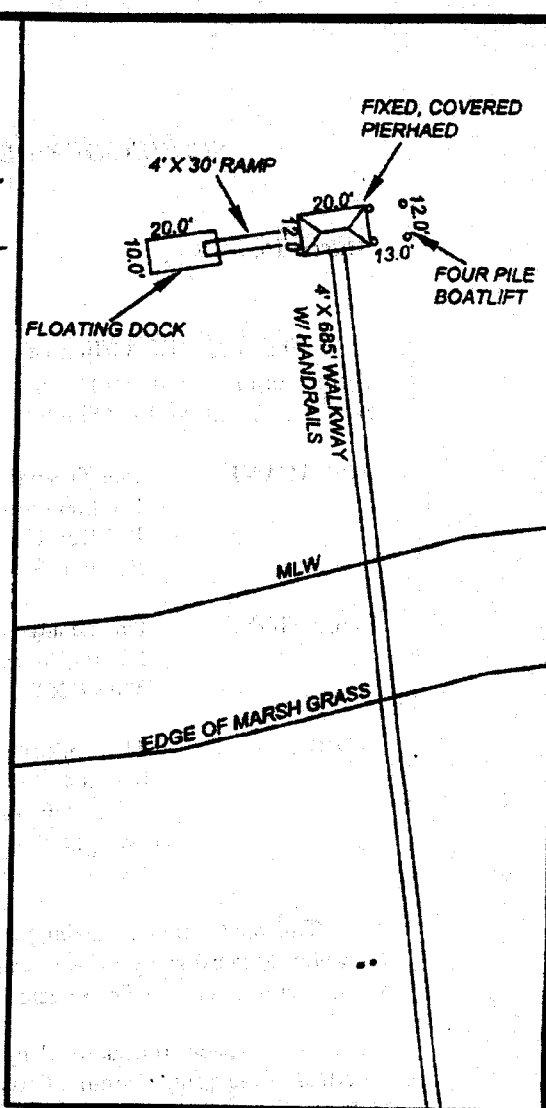 FIXED, COVERED
PIERHAED
4' X 30' RAMP
20.0'
12.0'
20.0'
10.0'
12.0'
13.0'
FOUR PILE
BOATLIFT
FLOATING DOCK
4' X 685' WALKWAY
W/ HANDRAILS
MLW
EDGE OF MARSH GRASS